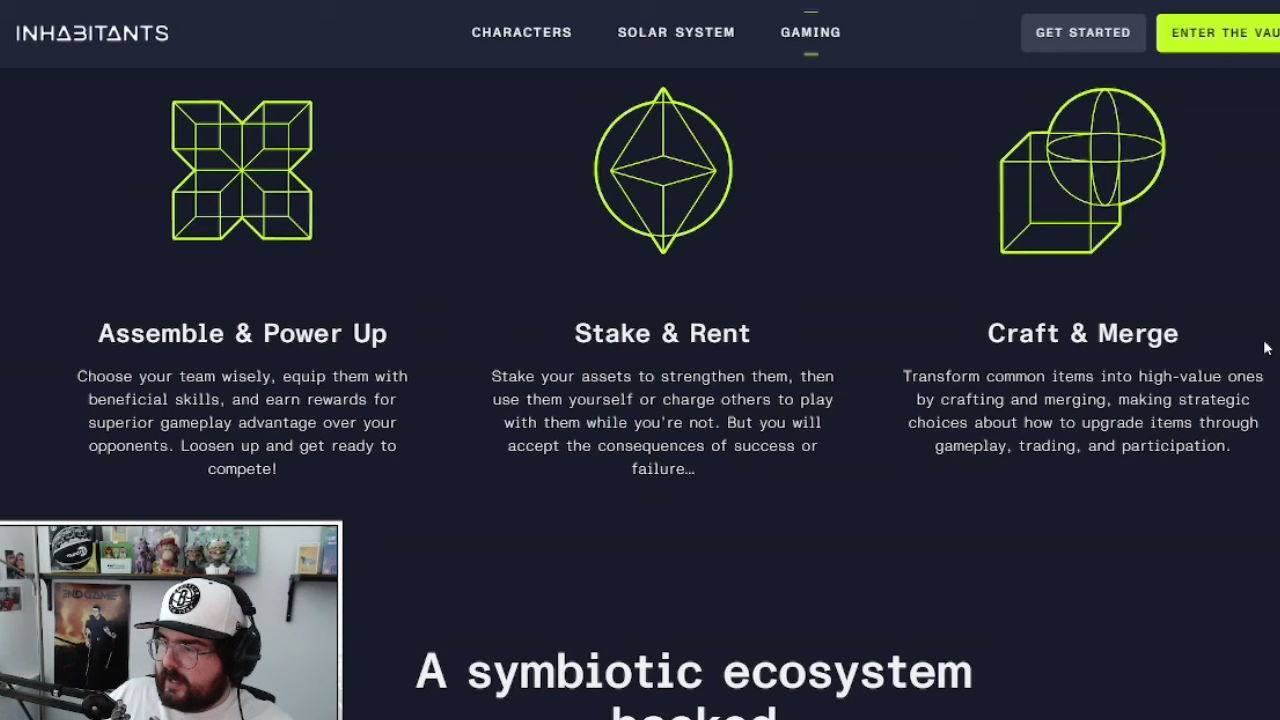 INHABITANTS
CHARACTERS
SOLAR SYSTEM
GAMING
GET STARTED
ENTER THE VAU
Assemble & Power Up
Choose your team wisely, equip them with
beneficial skills, and earn rewards for
superior gameplay advantage over your
opponents. Loosen up and get ready to
compete!
Stake & Rent
Stake your assets to strengthen them, then
use them yourself or charge others to play
with them while you're not. But you will
accept the consequences of success or
failure...
Craft & Merge
Transform common items into high-value ones
by crafting and merging, making strategic
choices about how to upgrade items through
gameplay, trading, and participation.
A symbiotic ecosystem
backed